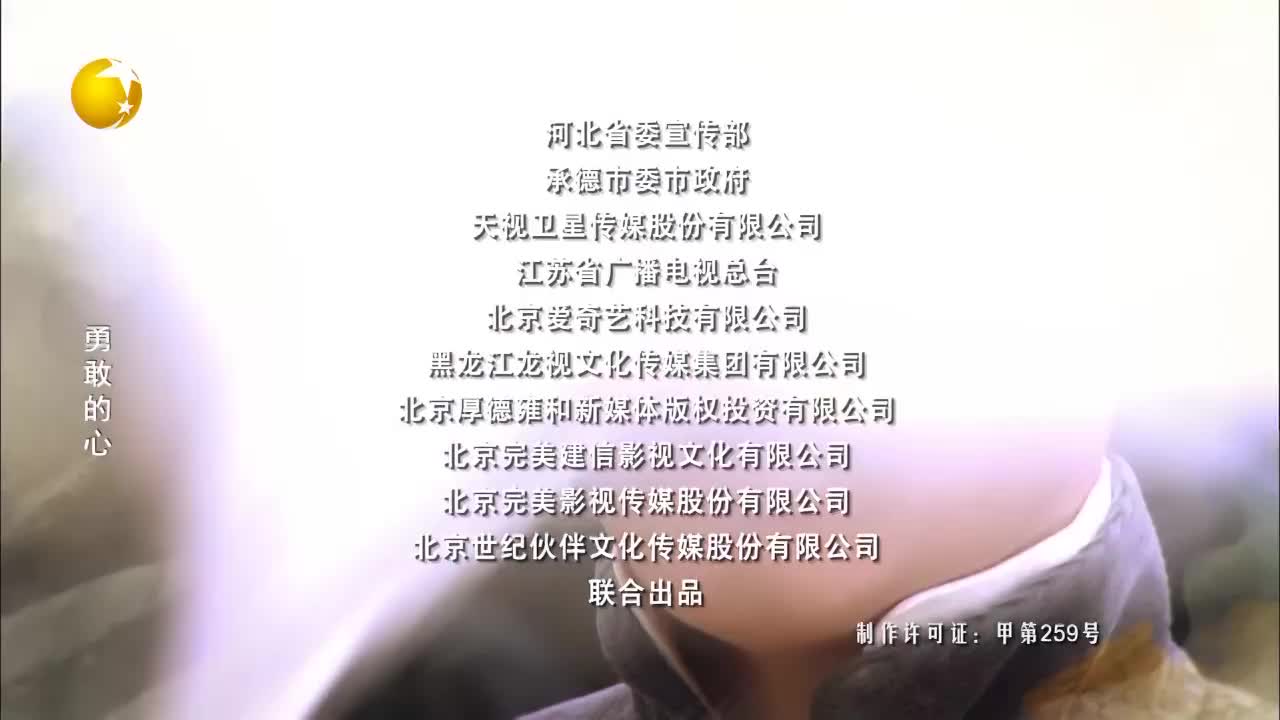 河北省委宣传部
承德市委市政府
天视卫星传媒股份有限公司
江苏省广播电视总台
北京爱奇艺科技有限公司
黑龙江龙视文化传媒集团有限公司
北京厚德雍和新媒体版权投资有限公司
北京完美建信影视文化有限公司
北京完美影视传媒股份有限公司
北京世纪伙伴文化传媒股份有限公司
联合出品
制作许可证：甲第259号
勇敢的心